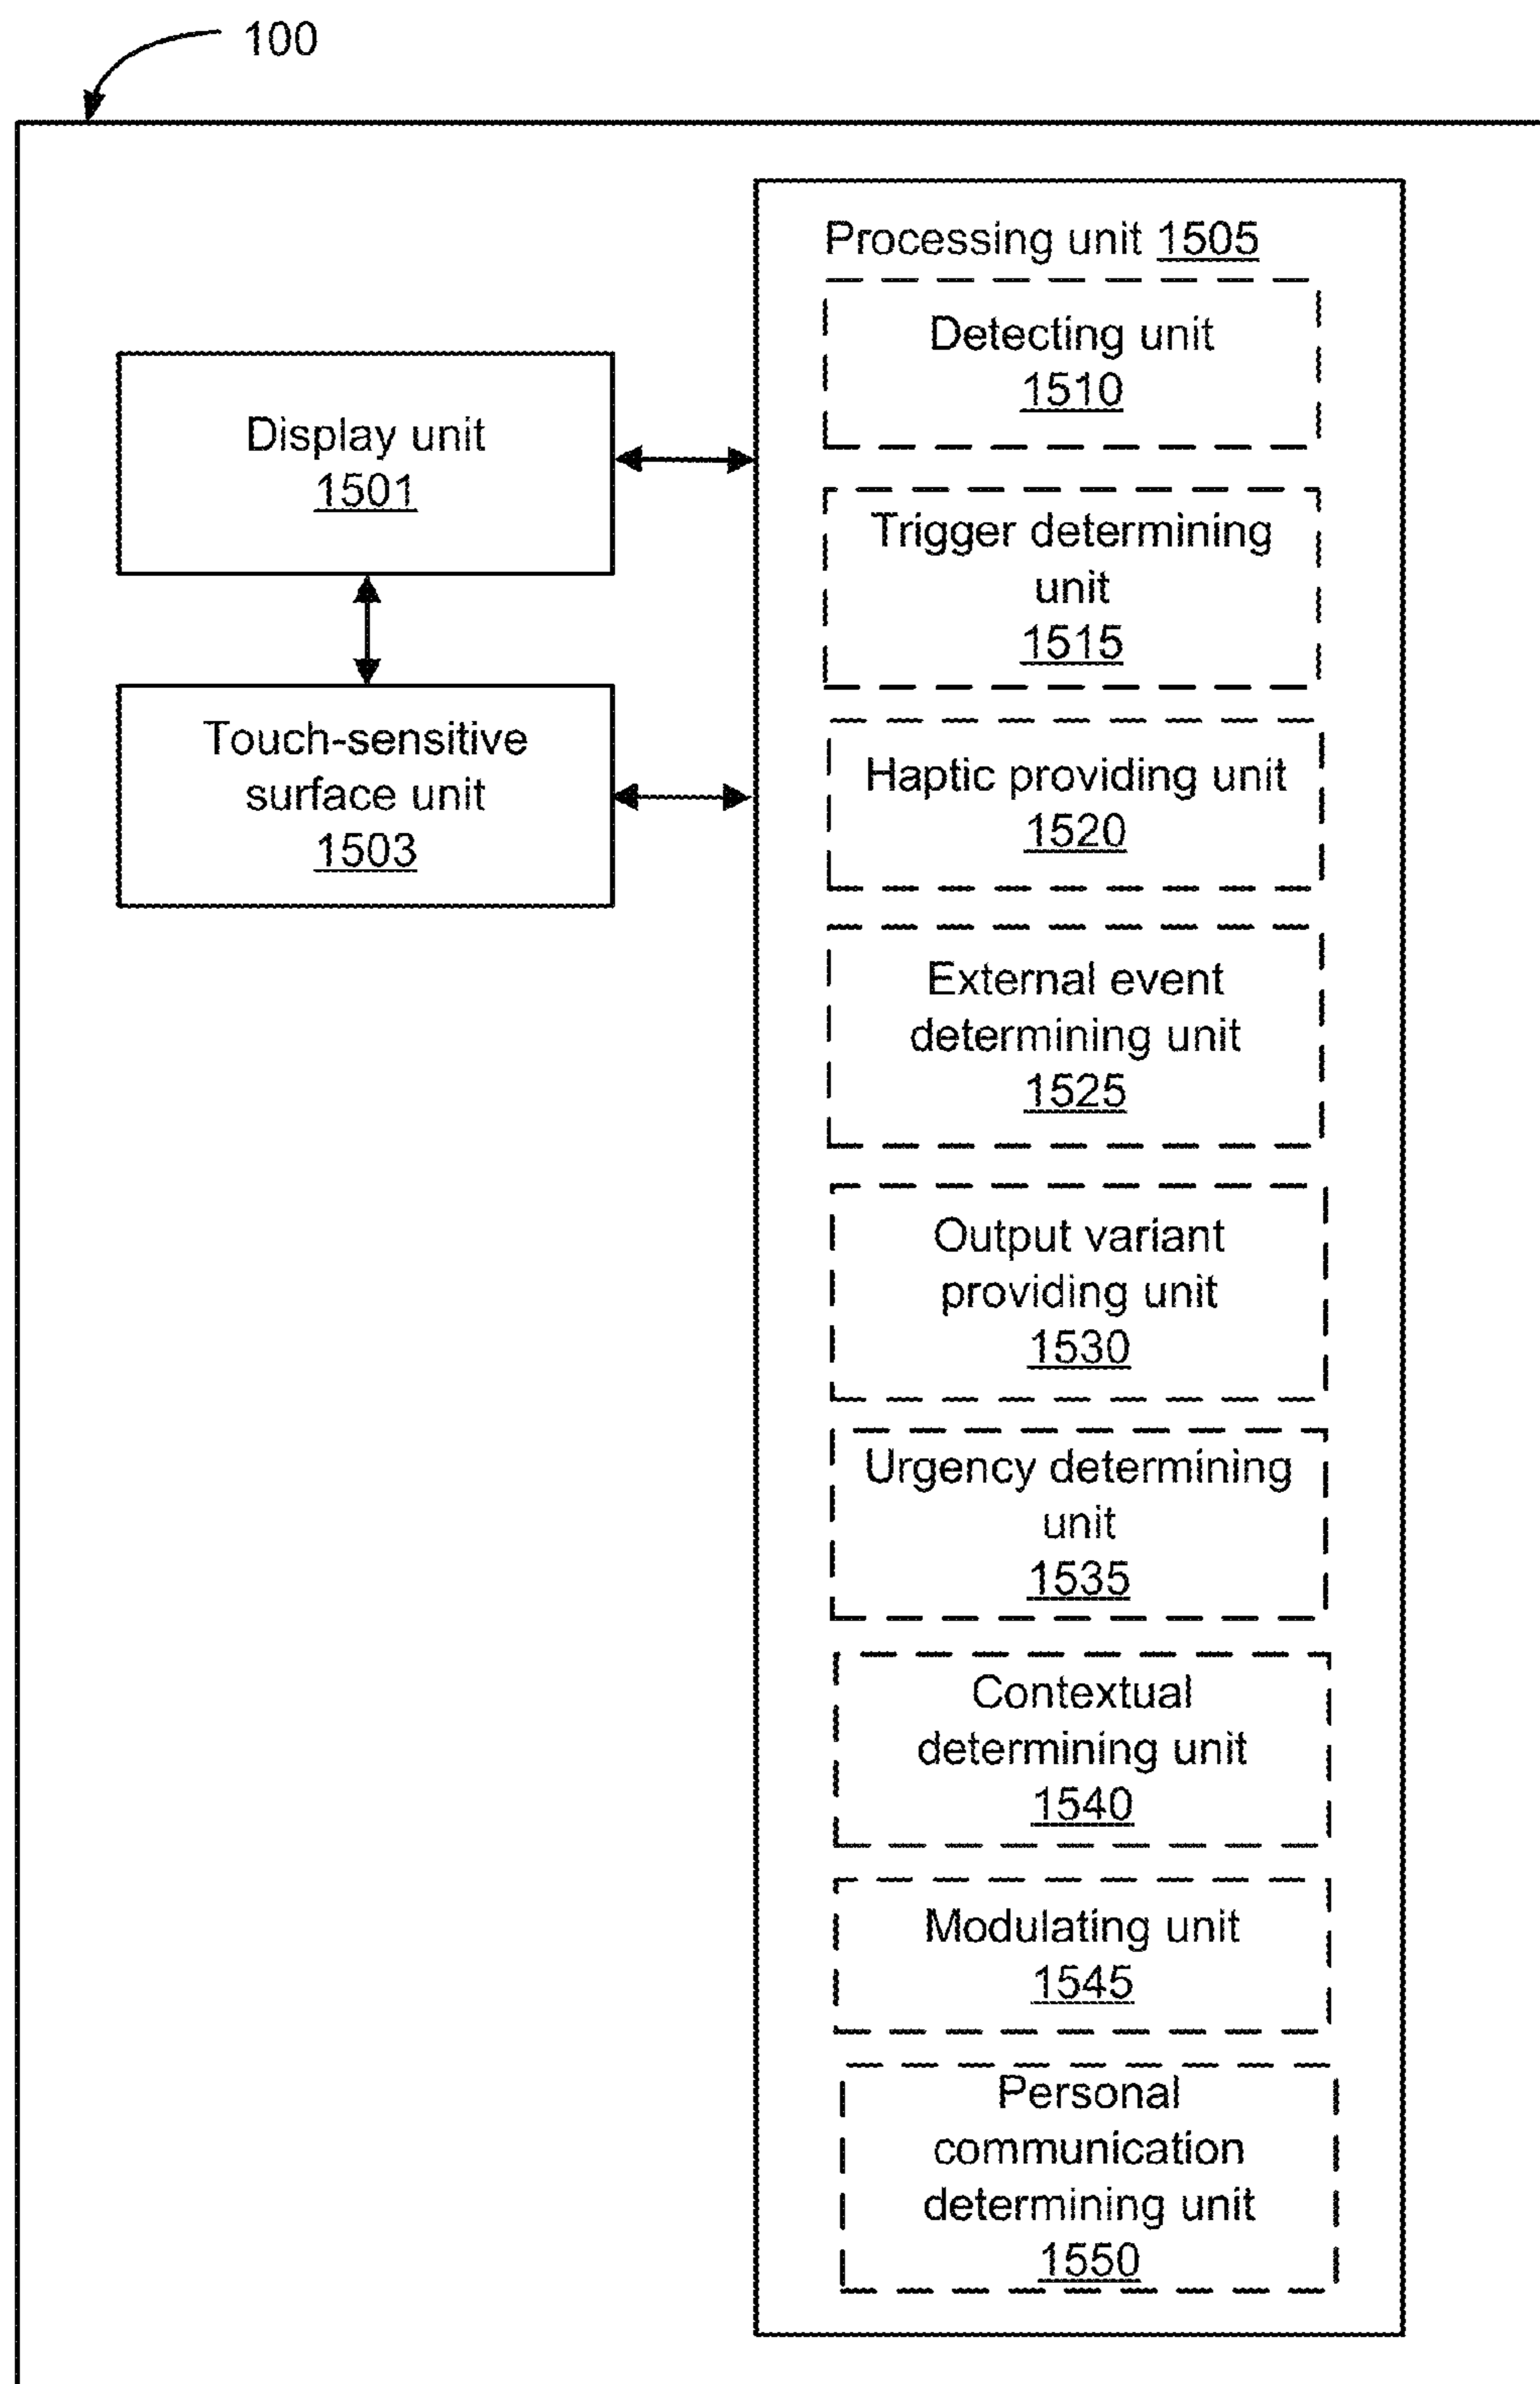 100
Processing unit 1505
Detecting unit
1510
Display unit
1501
Trigger determining
unit
1515
Touch-sensitive
surface unit
1503
Haptic providing unit
1520
External event
determining unit
1525
Output variant
providing unit
1530
Urgency determining
unit
1535
Contextual
determining unit
1540
Modulating unit
1545
Personal
communication
determining unit
1550